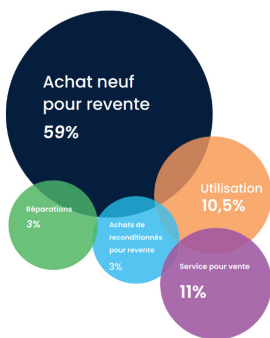 Achat neuf
pour revente
59%
Utilisation
10,5%
Réparations
3%
Achats de
reconditionnés
pour revente
3%
Service pour vente
11%